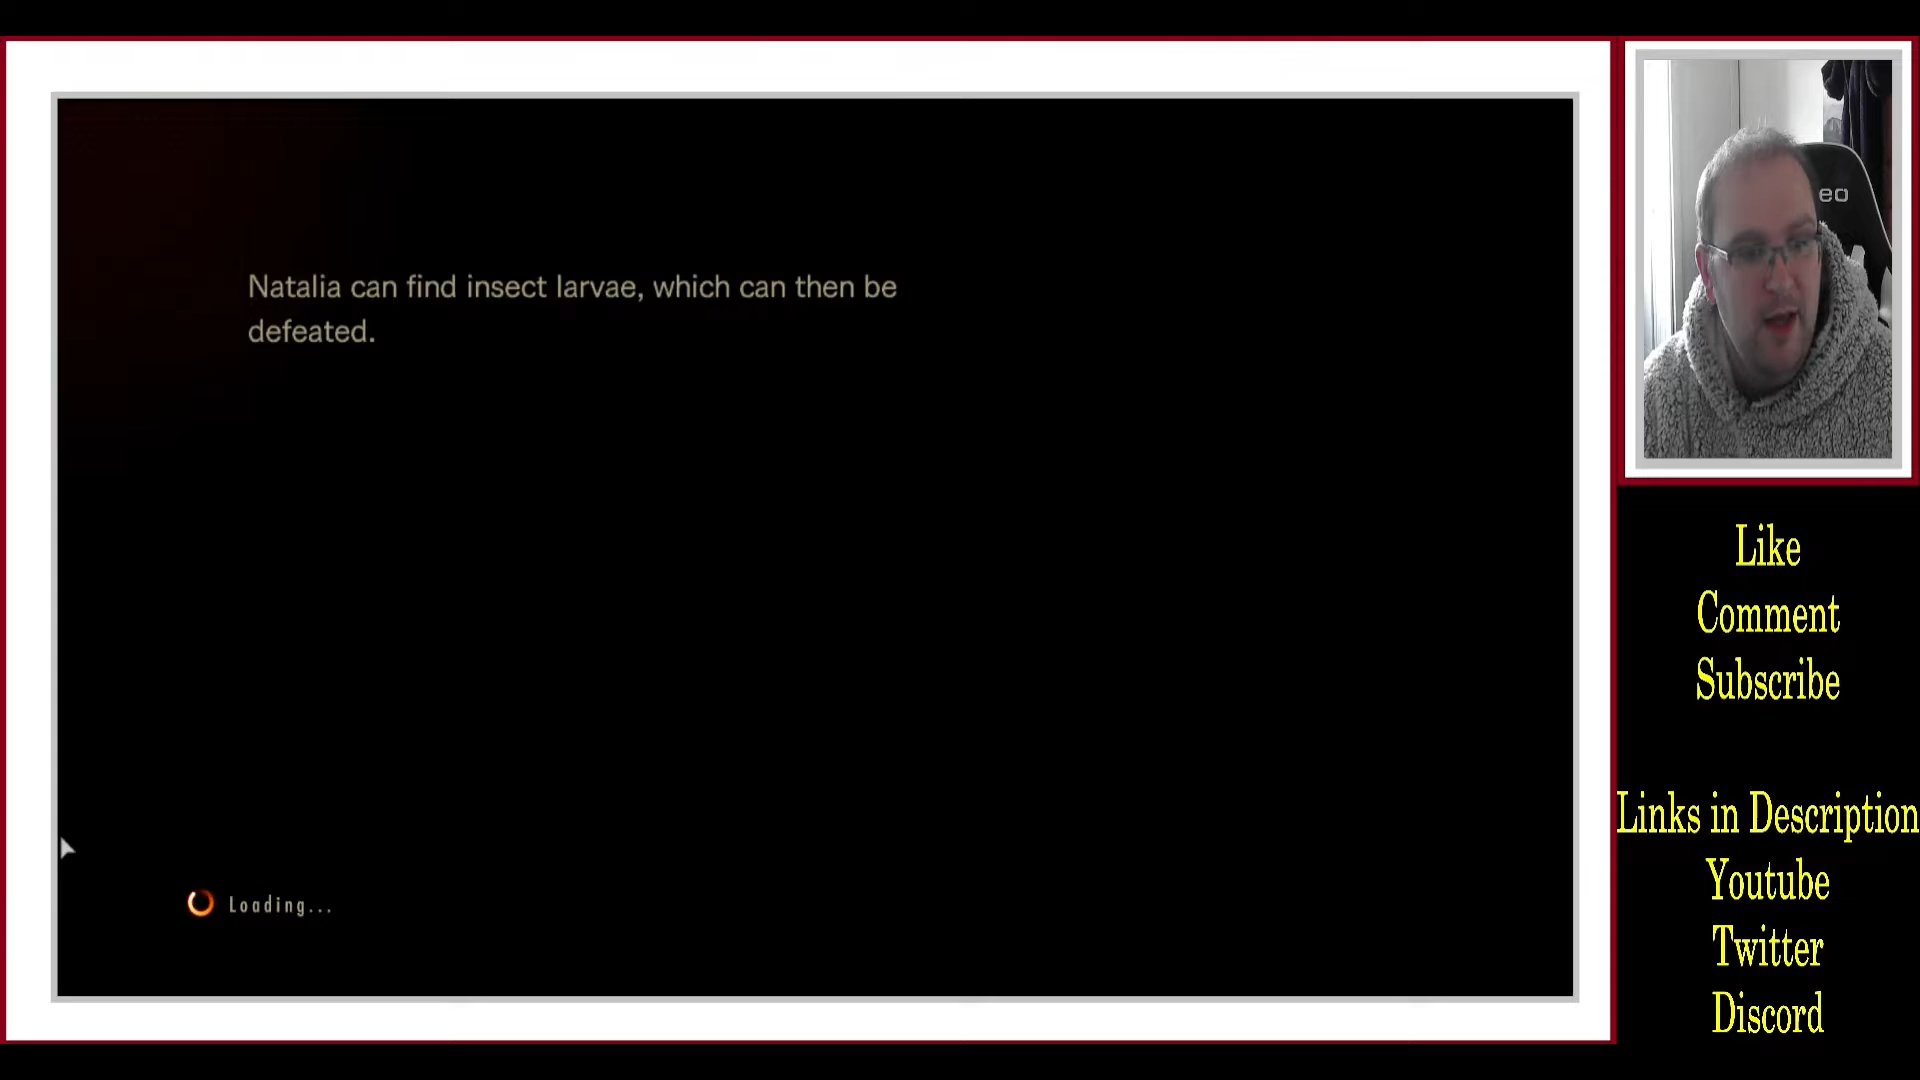 Natalia can find insect larvae, which can then be
defeated.
Loading...
eo
Like
Comment
Subscribe
Links in Description
Youtube
Twitter
Discord